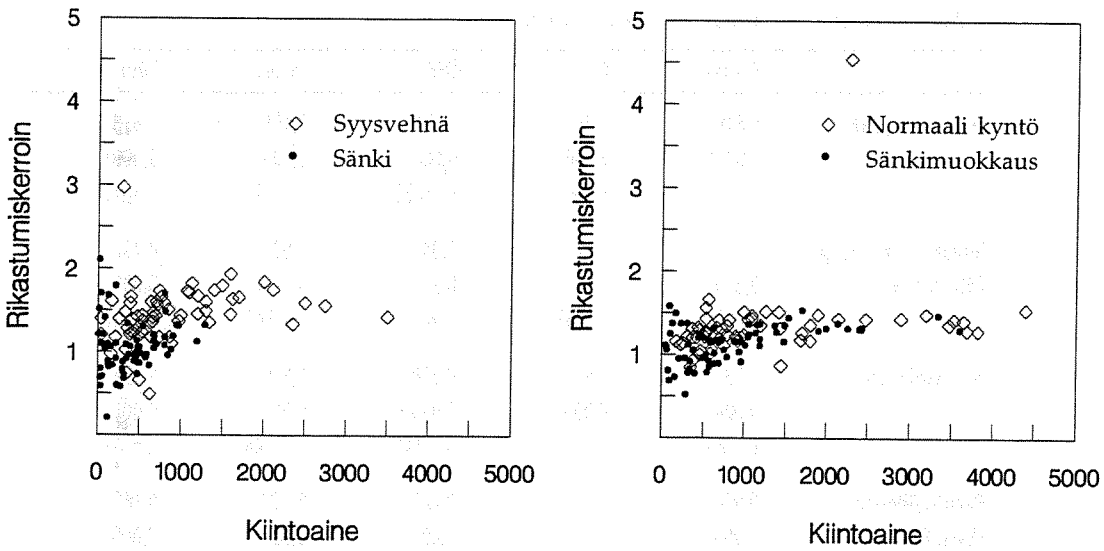 5
4
3
2
1
Rikastumiskerroin
Syysvehnä
Sänki
0 1000 2000 3000 4000 5000
Kiintoaine
5
4
3
2
1
Rikastumiskerroin
Normaali kyntö
Sänkimuokkaus
0 1000 2000 3000 4000 5000
Kiintoaine